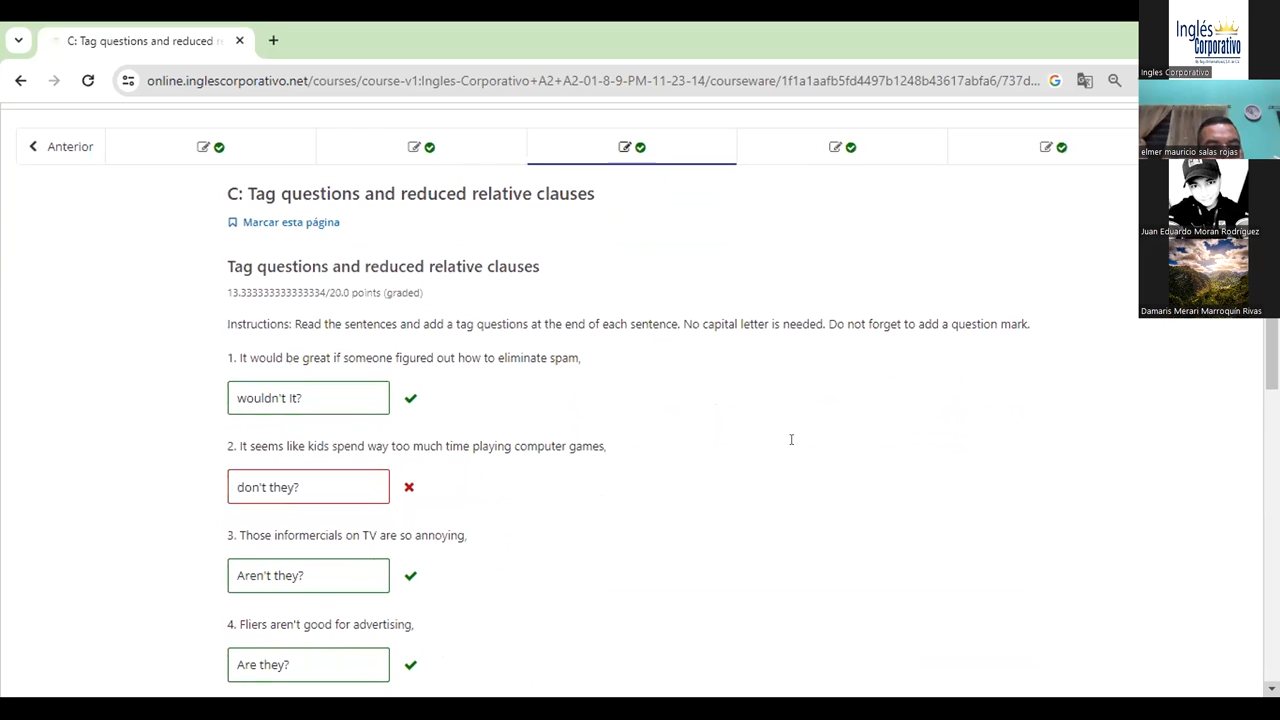 C: Tag questions and reduced r
online.inglescorporativo.net/courses/course-v1:Ingles-Corporativo+A2+A2-01-8-9-PM-11-23-14/courseware/1f1a1aafb5fd4497b1248b43617abfa6/737d...
Anterior
C: Tag questions and reduced relative clauses
Marcar esta página
Tag questions and reduced relative clauses
13.333333333333334/20.0 points (graded)
Instructions: Read the sentences and add a tag questions at the end of each sentence. No capital letter is needed. Do not forget to add a question mark.
1. It would be great if someone figured out how to eliminate spam,
wouldn't It?
2. It seems like kids spend way too much time playing computer games,
don't they?
3. Those informercials on TV are so annoying,
Aren't they?
4. Fliers aren't good for advertising,
Are they?
Inglés
Corporativo
Ingles Corporativo
elmer mauricio salas rojas
Juan Eduardo Moran Rodriguez
Damaris Merari Marroquin Rivas